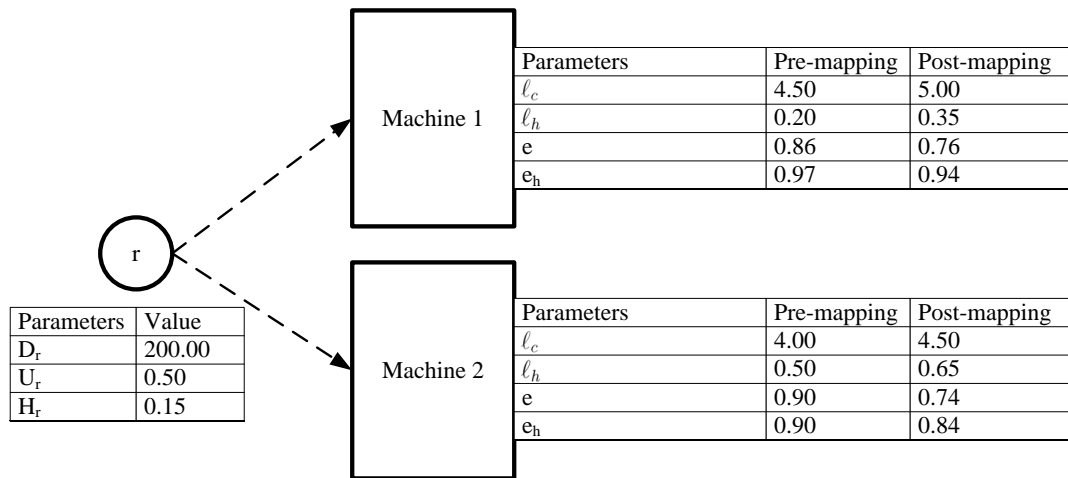 Machine 1
Parameters Pre-mapping Post-mapping
ℓc 4.50 5.00
ℓh 0.20 0.35
e 0.86 0.76
eh 0.97 0.94
r
Parameters Value
Dr 200.00
Ur 0.50
Hr 0.15
Machine 2
Parameters Pre-mapping Post-mapping
ℓc 4.00 4.50
ℓh 0.50 0.65
e 0.90 0.74
eh 0.90 0.84